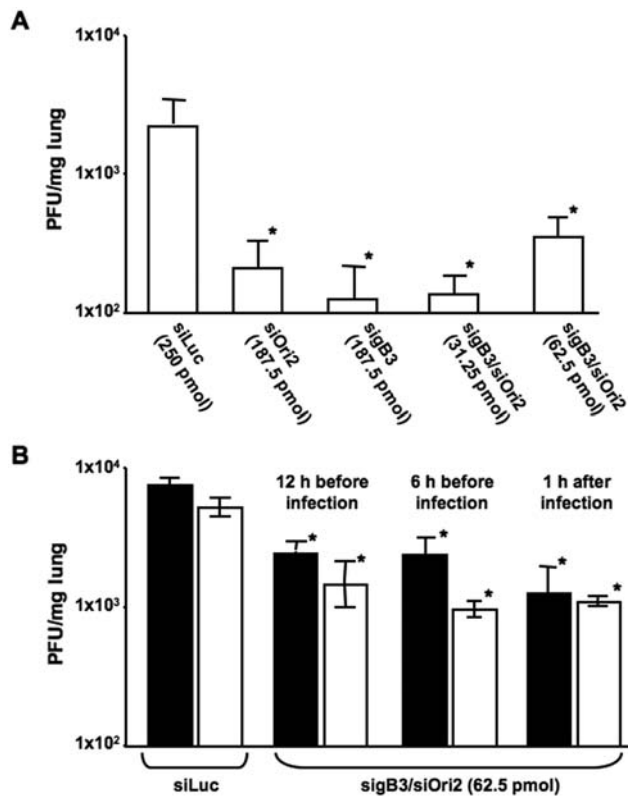 A
1x10⁴
1x10³
1x10²
PFU/mg lung
*
*
*
*
siLuc
(250 pmol)
siOri2
(187.5 pmol)
sigB3
(187.5 pmol)
sigB3/siOri2
(31.25 pmol)
sigB3/siOri2
(62.5 pmol)
B
1x10⁴
1x10³
1x10²
PFU/mg lung
12 h before
infection
6 h before
infection
1 h after
infection
*
*
*
*
*
*
siLuc
sigB3/siOri2 (62.5 pmol)